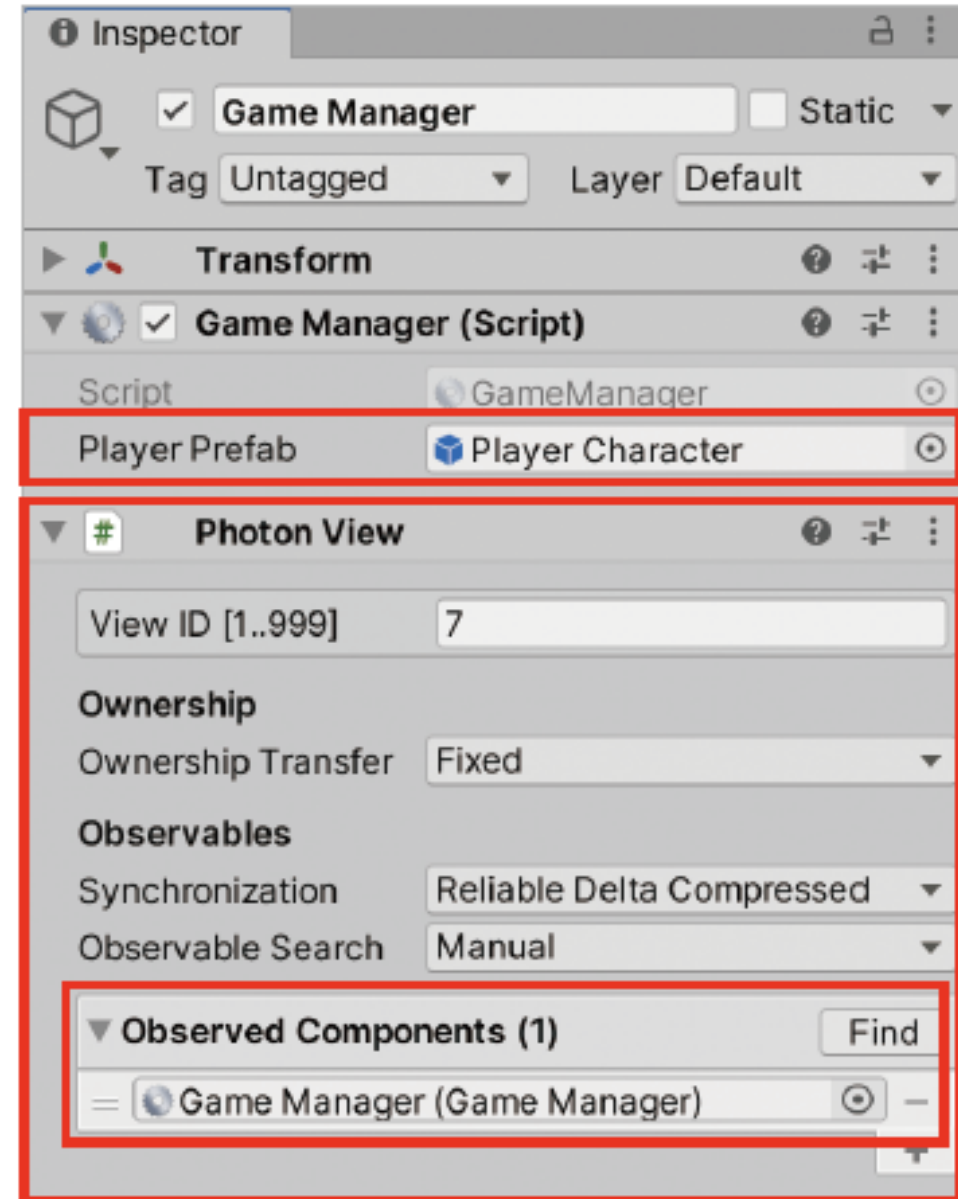 Inspector
Game Manager Static
Tag Untagged Layer Default
Transform
Game Manager (Script)
Script GameManager
Player Prefab Player Character
# Photon View
View ID [1..999] 7
Ownership
Ownership Transfer Fixed
Observables
Synchronization Reliable Delta Compressed
Observable Search Manual
Observed Components (1) Find
Game Manager (Game Manager)